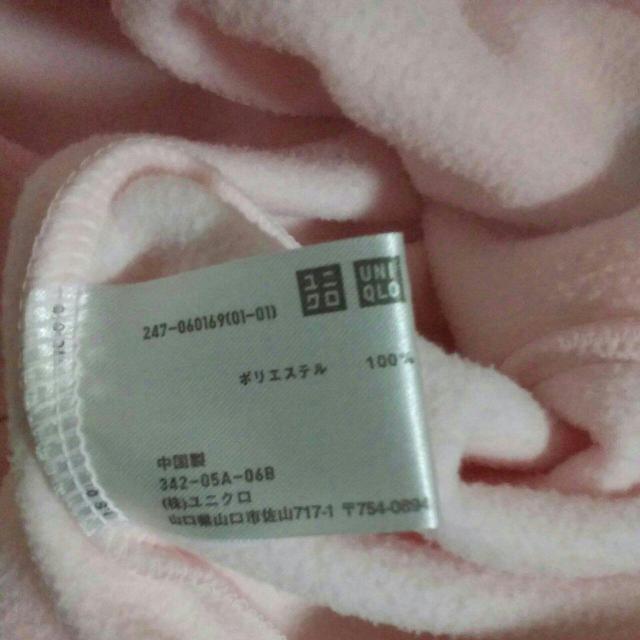 ユニクロ UNIQLO
247-060169(01-01)
ポリエステル 100%
中国製
342-05A-06B
(株)ユニクロ
山口県山口市佐山717-1 〒754-0894